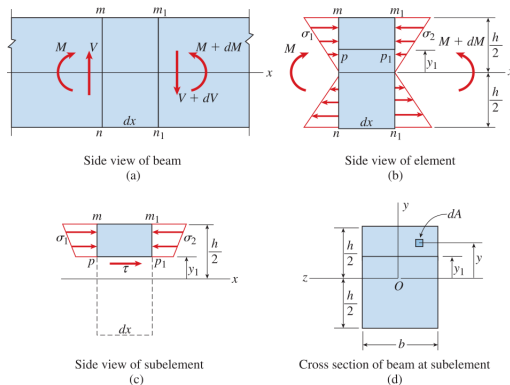 m m1
M V M + dM
x
V + dV
dx
n n1
Side view of beam
(a)
m m1
σ1 σ2
M M + dM
h
2
p p1 y1
x
h
2
dx
n n1
Side view of element
(b)
m m1
σ1 σ2
h
2
p p1 y1
τ
x
dx
Side view of subelement
(c)
y
dA
h
2
y
y1
z O
h
2
b
Cross section of beam at subelement
(d)